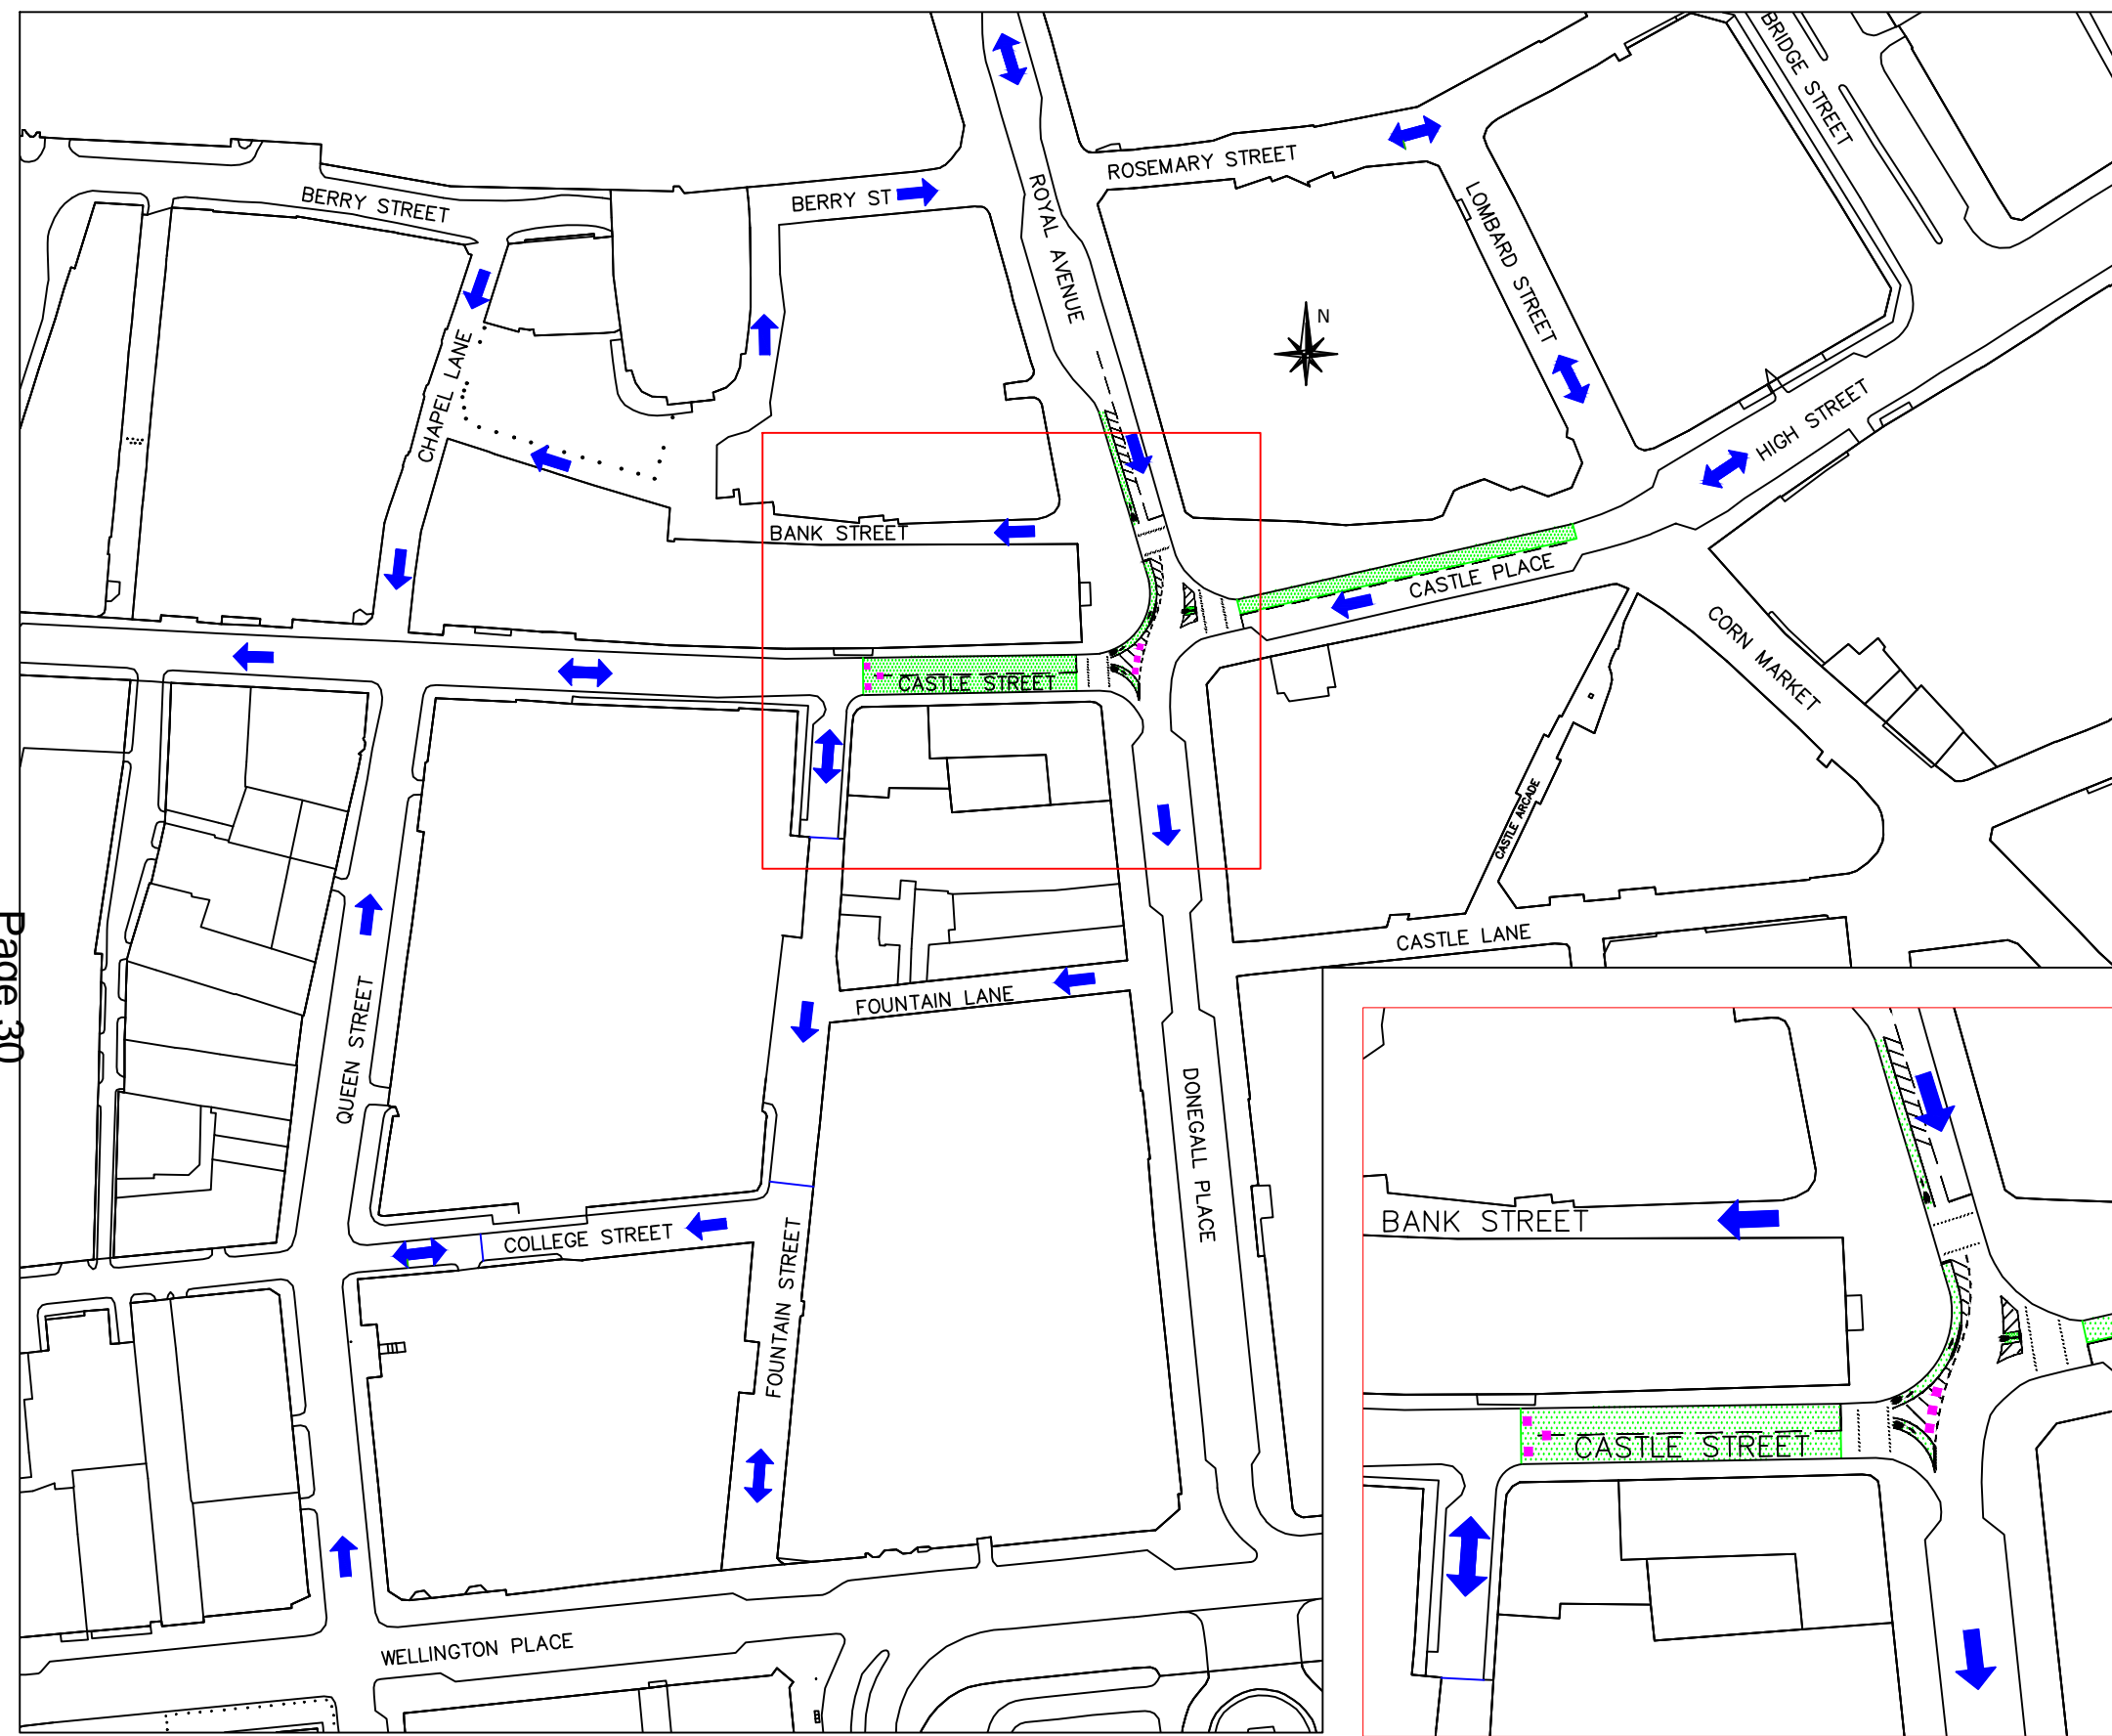 BRIDGE STREET
ROSEMARY STREET
BERRY STREET
BERRY ST
ROYAL AVENUE
LOMBARD STREET
N
CHAPEL LANE
HIGH STREET
BANK STREET
CASTLE PLACE
CORN MARKET
CASTLE STREET
CASTLE ARCADE
CASTLE LANE
FOUNTAIN LANE
QUEEN STREET
DONEGALL PLACE
COLLEGE STREET
FOUNTAIN STREET
WELLINGTON PLACE
BANK STREET
CASTLE STREET
Page 30